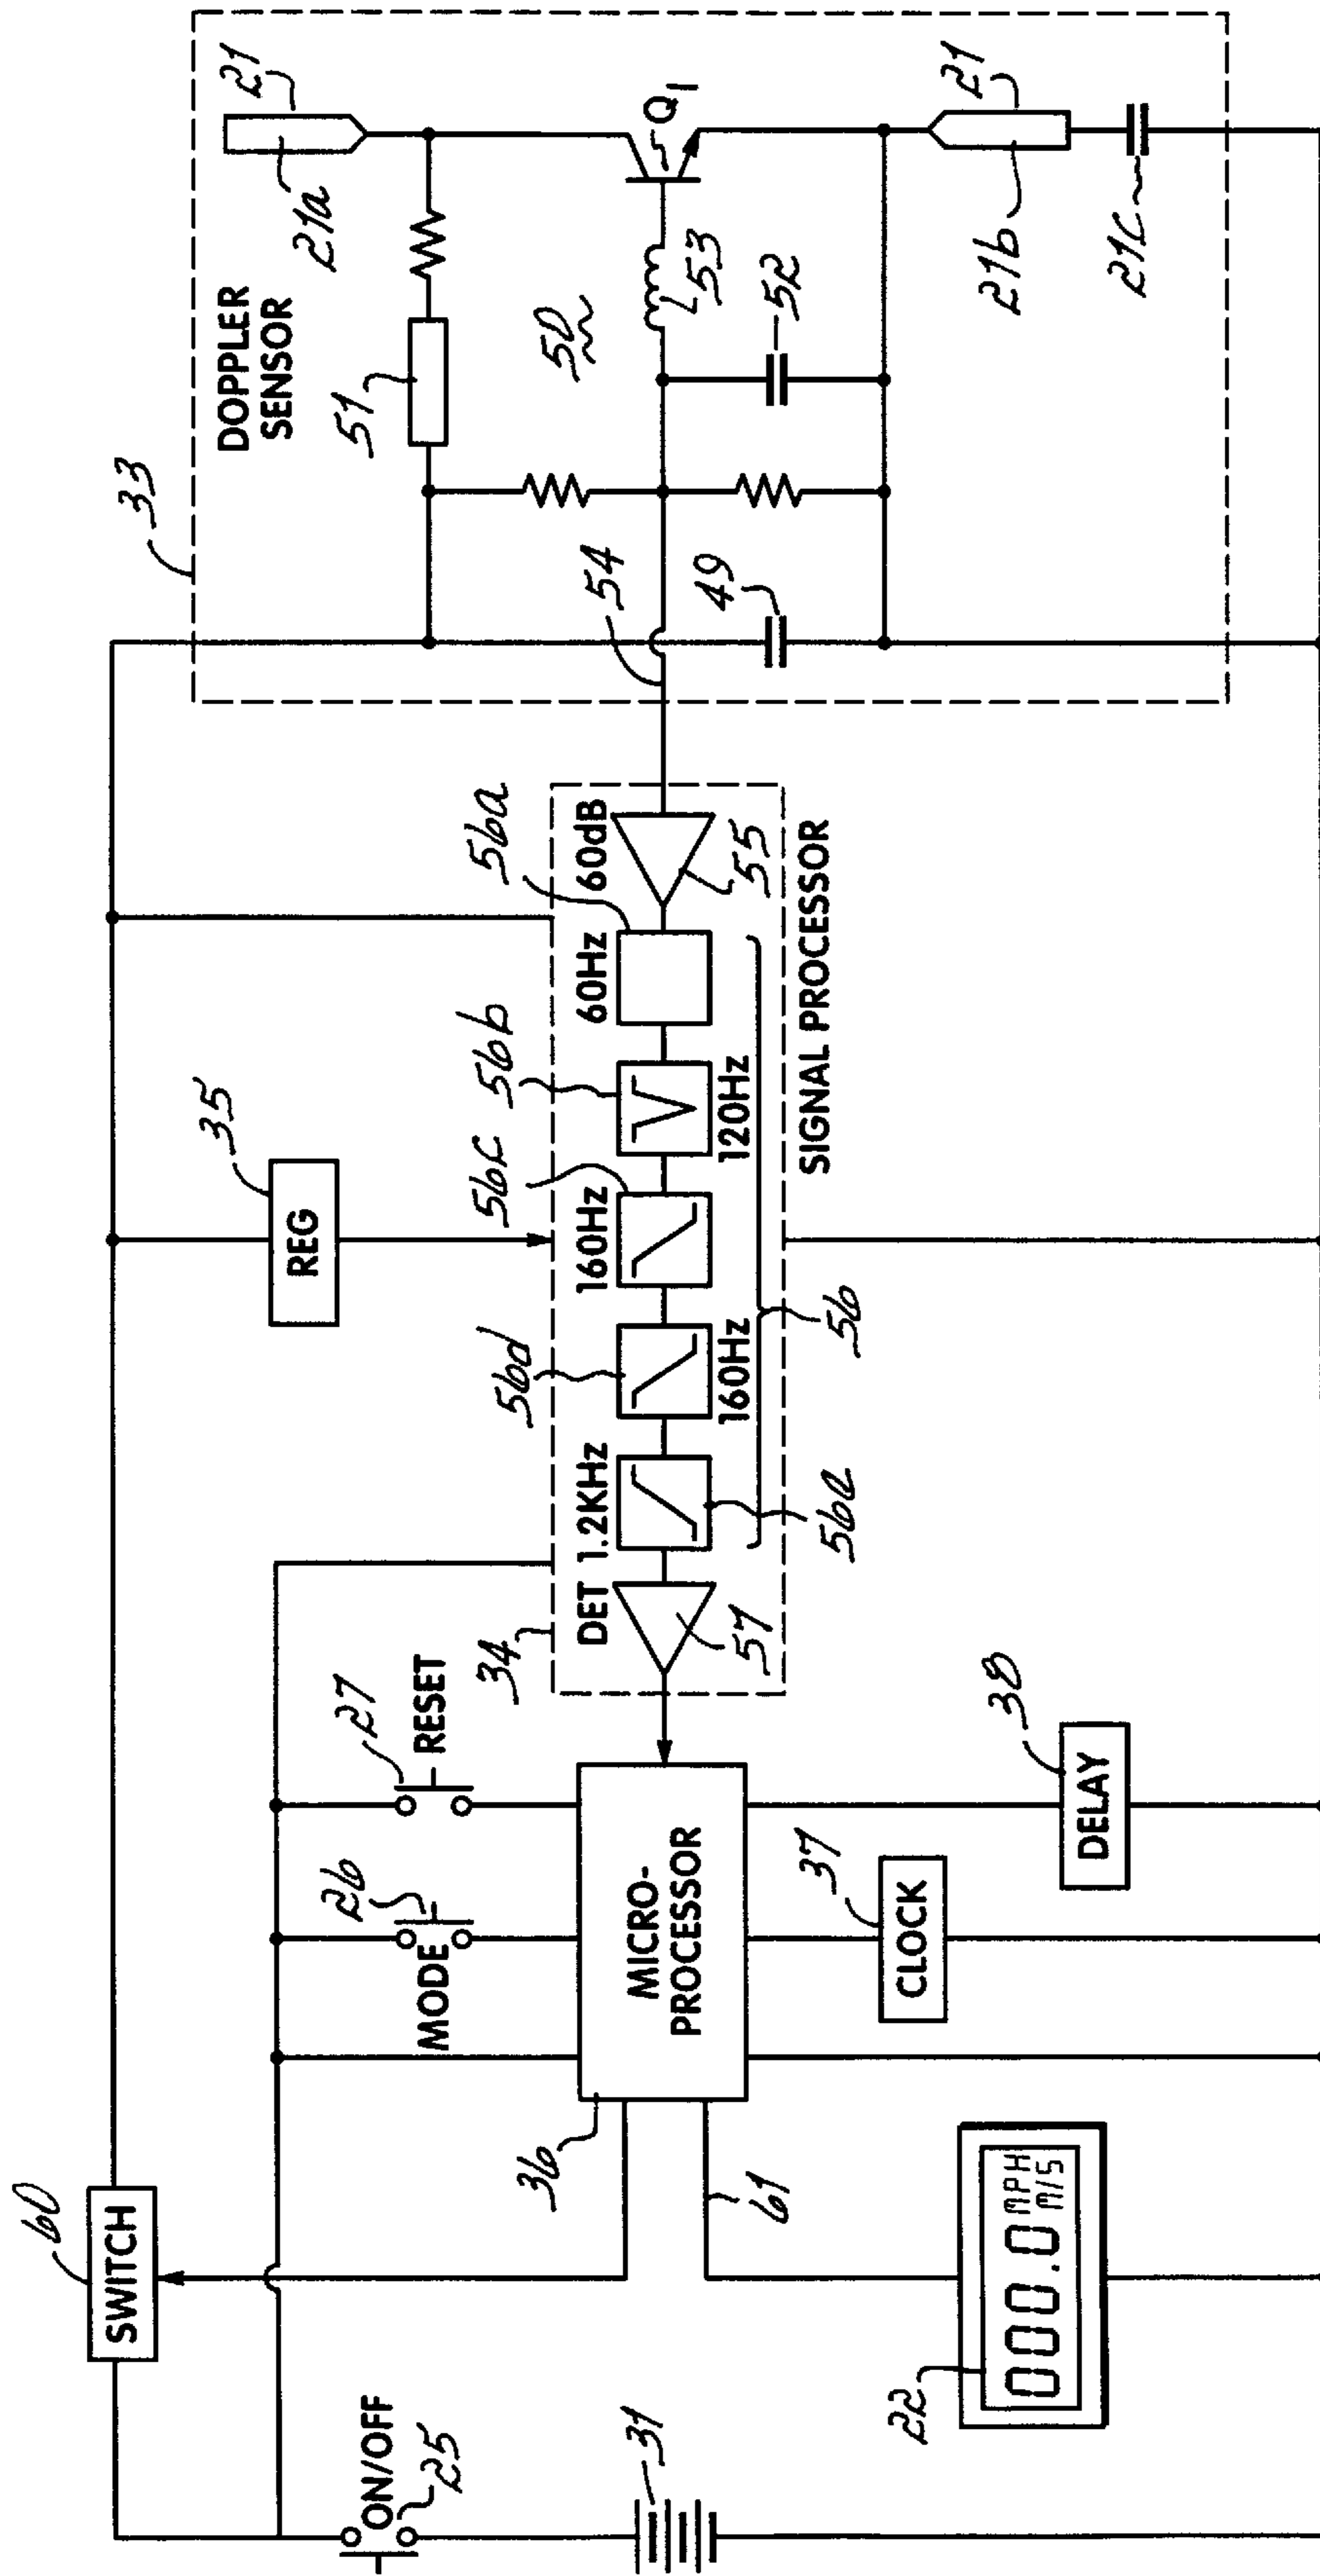 60
SWITCH
ON/OFF
25
31
22
000.0 MPH
M/S
61
36
MICRO-
PROCESSOR
MODE
26
27
RESET
CLOCK
37
DELAY
38
34
DET
57
1.2KHz
56e
56d
160Hz
56c
160Hz
56b
120Hz
56a
60Hz
60dB
55
56
SIGNAL PROCESSOR
35
REG
33
DOPPLER
SENSOR
54
49
51
50
52
L53
Q1
21
21a
21
21b
21c